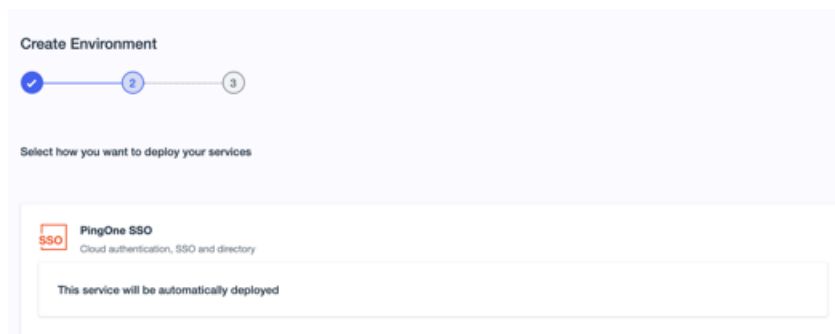 Create Environment
2
3
Select how you want to deploy your services
SSO
PingOne SSO
Cloud authentication, SSO and directory
This service will be automatically deployed